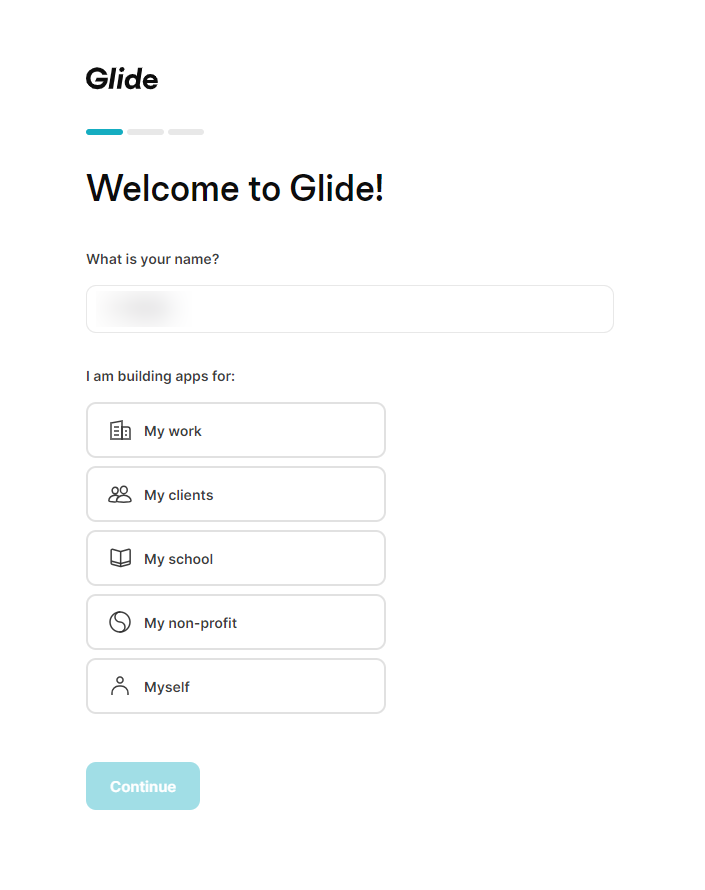 Glide
Welcome to Glide!
What is your name?
I am building apps for:
My work
My clients
My school
My non-profit
Myself
Continue